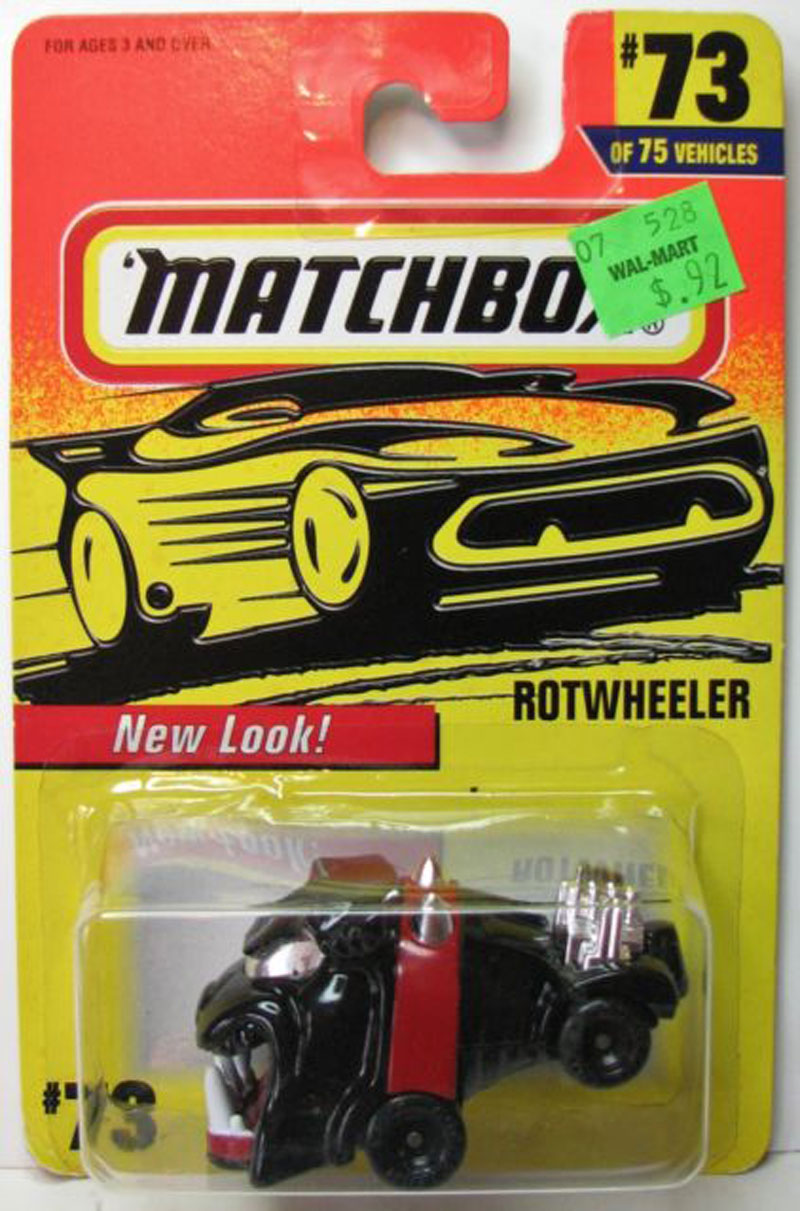 FOR AGES 3 AND OVER
#73
OF 75 VEHICLES
07 528
WAL-MART
$.92
MATCHBOX
ROTWHEELER
New Look!
#73